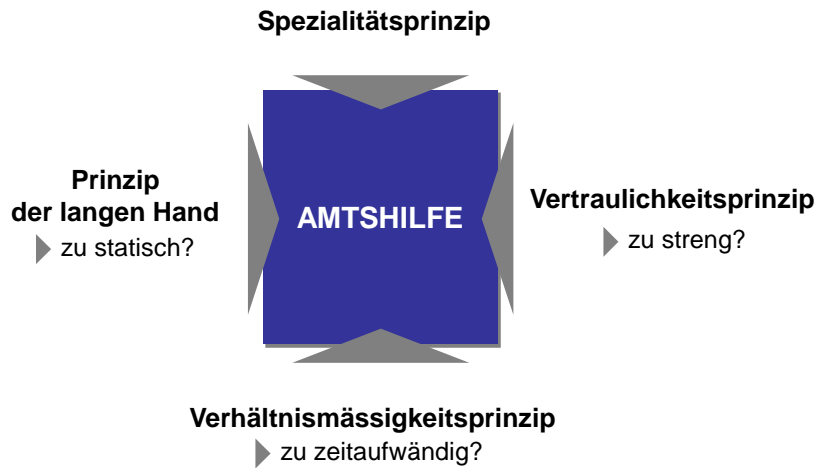 Spezialitätsprinzip
Prinzip
der langen Hand
zu statisch?
AMTSHILFE
Vertraulichkeitsprinzip
zu streng?
Verhältnismässigkeitsprinzip
zu zeitaufwändig?